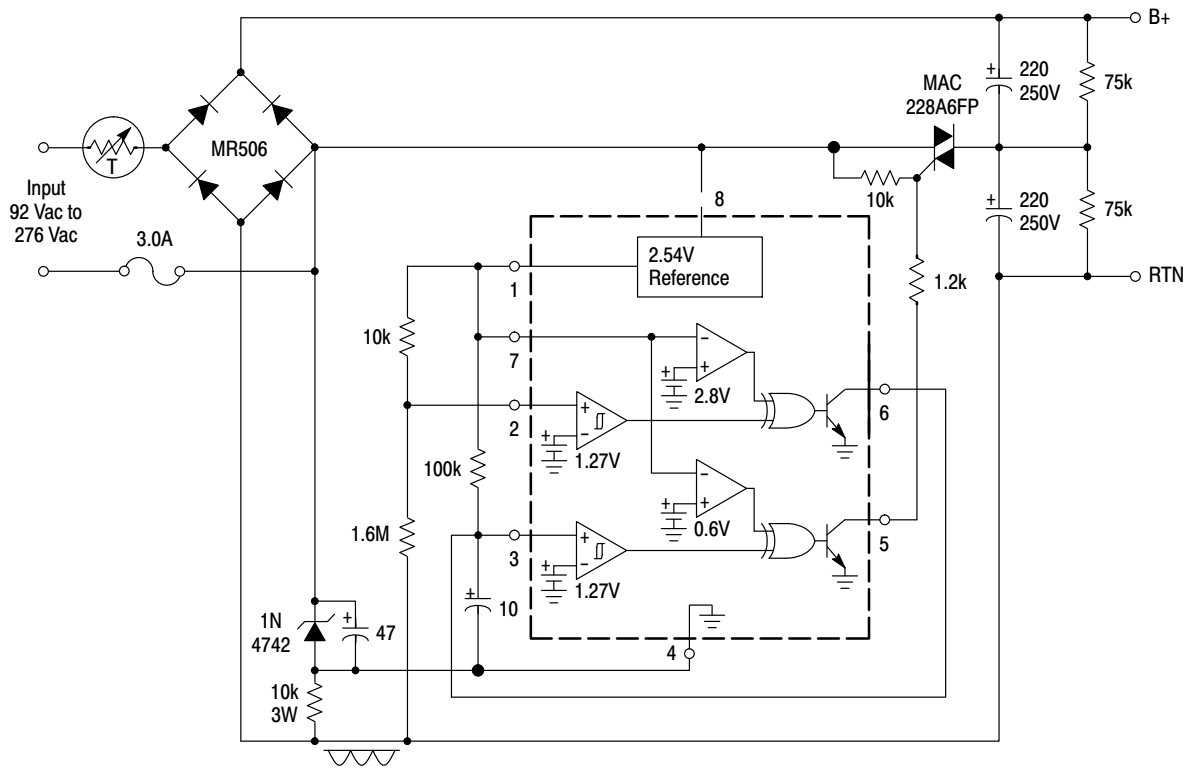 B+
220
250V
75k
MAC
228A6FP
MR506
T
Input
92 Vac to
276 Vac
3.0A
10k
8
2.54V
Reference
220
250V
75k
1
1.2k
RTN
10k
7
-
+
2.8V
6
2
+
-
1.27V
100k
-
+
0.6V
1.6M
3
+
-
1.27V
5
+
10
1N
4742
+
47
4
10k
3W